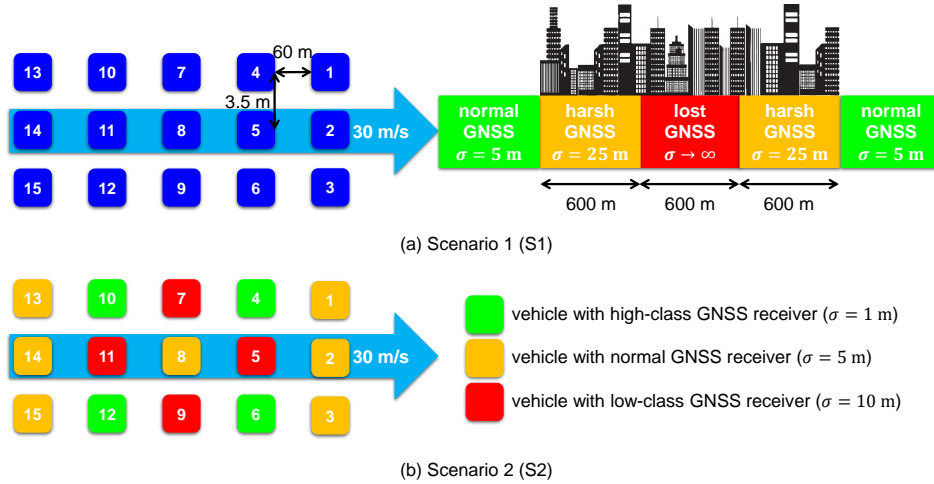 60 m
13 10 7 4 1
3.5 m
14 11 8 5 2 30 m/s
15 12 9 6 3
normal GNSS σ = 5 m
harsh GNSS σ = 25 m
lost GNSS σ → ∞
harsh GNSS σ = 25 m
normal GNSS σ = 5 m
600 m 600 m 600 m
(a) Scenario 1 (S1)
13 10 7 4 1
14 11 8 5 2 30 m/s
15 12 9 6 3
vehicle with high-class GNSS receiver (σ = 1 m)
vehicle with normal GNSS receiver (σ = 5 m)
vehicle with low-class GNSS receiver (σ = 10 m)
(b) Scenario 2 (S2)